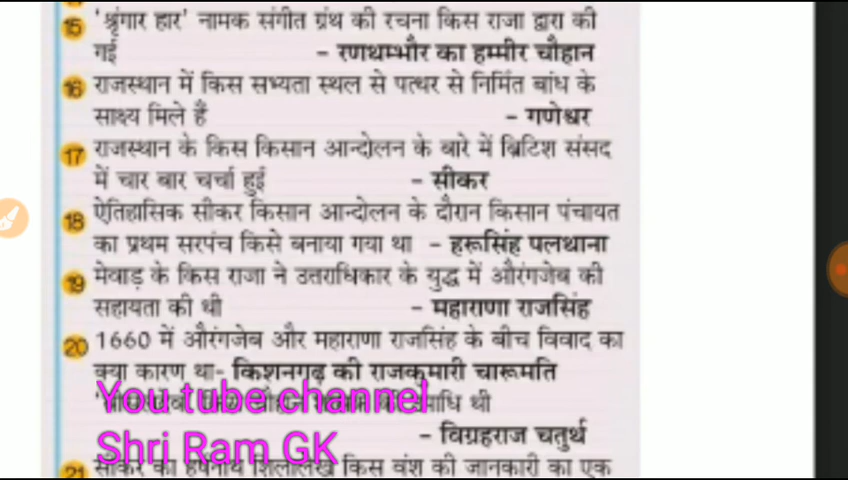 15 'श्रृंगार हार' नामक संगीत ग्रंथ की रचना किस राजा द्वारा की
गई - रणथम्भौर का हम्मीर चौहान
16 राजस्थान में किस सभ्यता स्थल से पत्थर से निर्मित बांध के
साक्ष्य मिले हैं - गणेश्वर
17 राजस्थान के किस किसान आन्दोलन के बारे में ब्रिटिश संसद
में चार बार चर्चा हुई - सीकर
18 ऐतिहासिक सीकर किसान आन्दोलन के दौरान किसान पंचायत
का प्रथम सरपंच किसे बनाया गया था - हरूसिंह पलथाना
19 मेवाड़ के किस राजा ने उत्तराधिकार के युद्ध में औरंगजेब की
सहायता की थी - महाराणा राजसिंह
20 1660 में औरंगजेब और महाराणा राजसिंह के बीच विवाद का
क्या कारण था- किशनगढ़ की राजकुमारी चारूमति
You tube channel
थी
- विग्रहराज चतुर्थ
Shri Ram GK
21 सीकर का हर्षनाथ शिलालेख किस वंश की जानकारी का एक